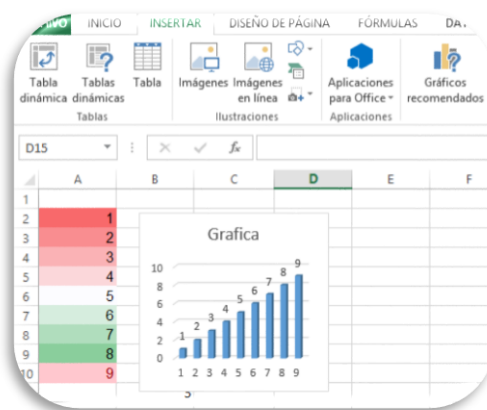 INICIO INSERTAR DISEÑO DE PÁGINA FÓRMULAS
Tabla dinámica Tablas dinámicas Tabla Imágenes Imágenes en línea Aplicaciones para Office Gráficos recomendados
Tablas Ilustraciones Aplicaciones
D15 fx
A B C D E F
1
2 1
3 2
4 3
5 4
6 5
7 6
8 7
9 8
10 9
Grafica
10
8
6
4
2
0
1 2 3 4 5 6 7 8 9
1 2 3 4 5 6 7 8 9